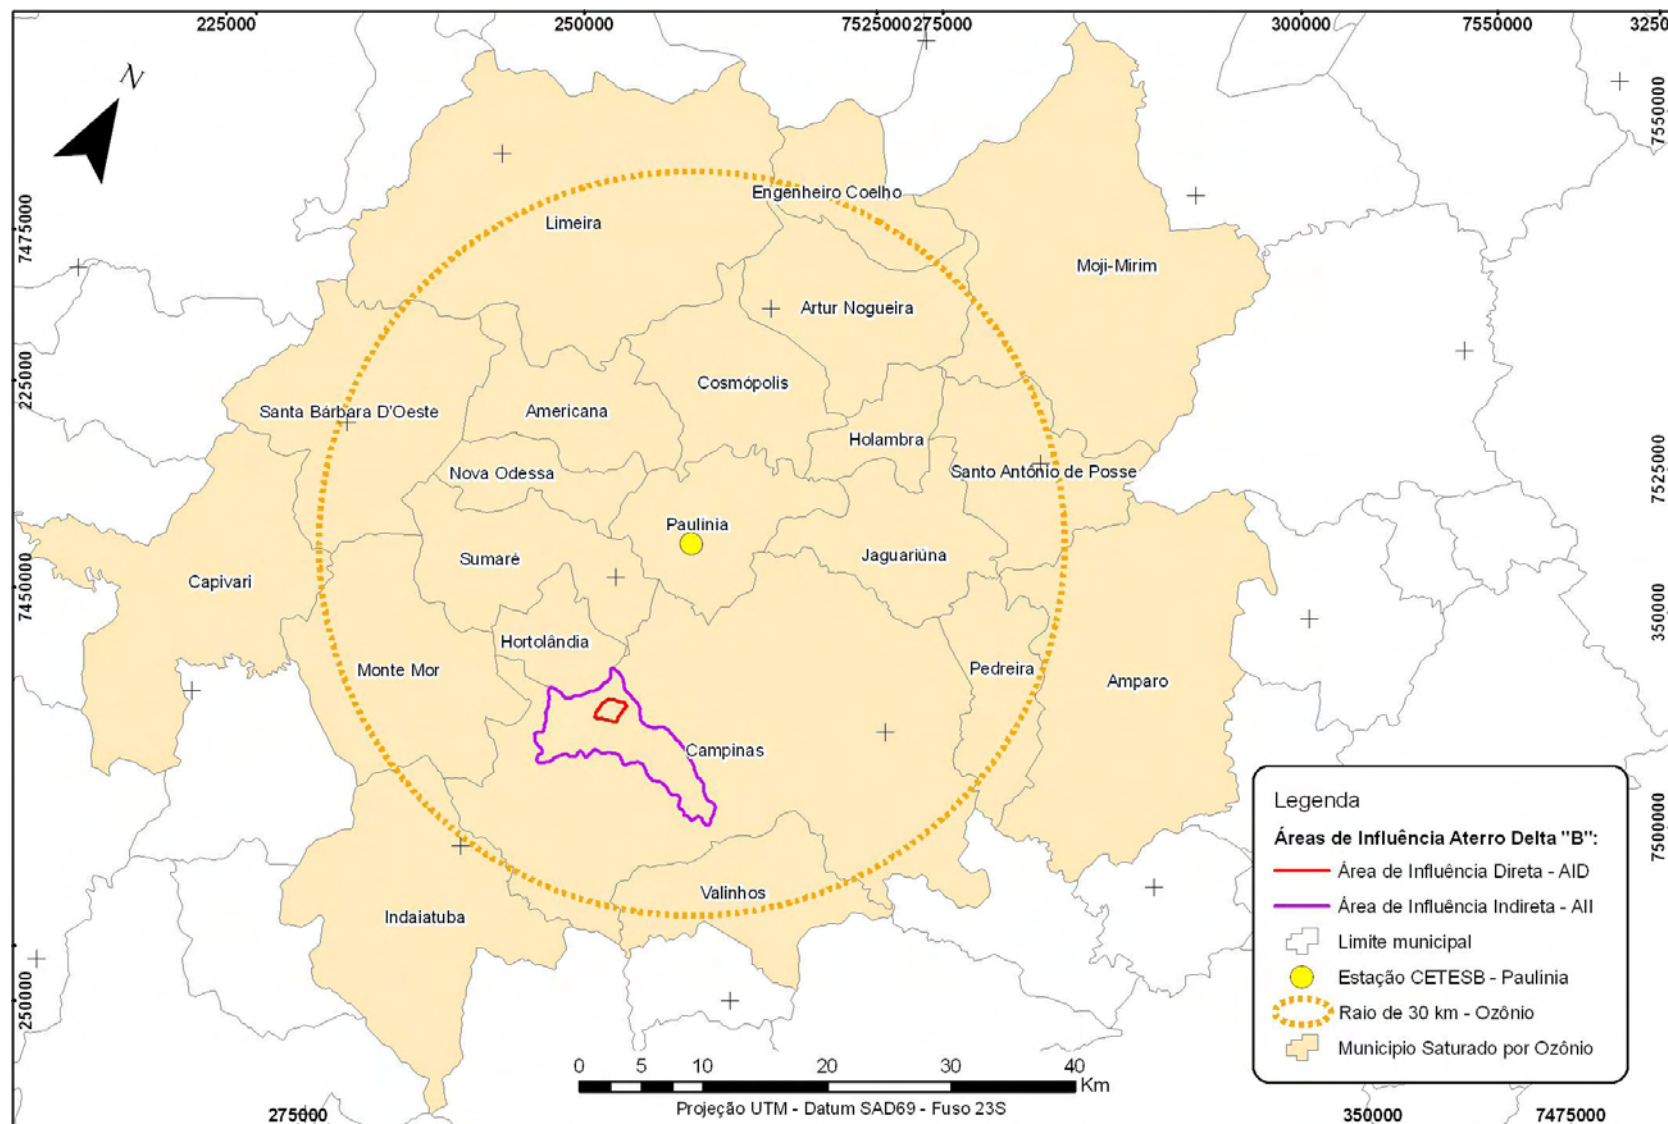 225000
250000
7525000
275000
300000
7550000
N
7550000
7475000
225000
7450000
250000
7525000
350000
7500000
Engenheiro Coelho
Limeira
Moji-Mirim
Artur Nogueira
Cosmópolis
Santa Bárbara D'Oeste
Americana
Holambra
Nova Odessa
Santo Antônio de Posse
Paulínia
Sumaré
Jaguariúna
Capivari
Hortolândia
Monte Mor
Pedreira
Amparo
Campinas
Valinhos
Indaiatuba
Legenda
Áreas de Influência Aterro Delta "B":
Área de Influência Direta - AID
Área de Influência Indireta - AII
Limite municipal
Estação CETESB - Paulínia
Raio de 30 km - Ozônio
Municipio Saturado por Ozônio
0 5 10 20 30 40
Km
Projeção UTM - Datum SAD69 - Fuso 23S
275000
350000
7475000